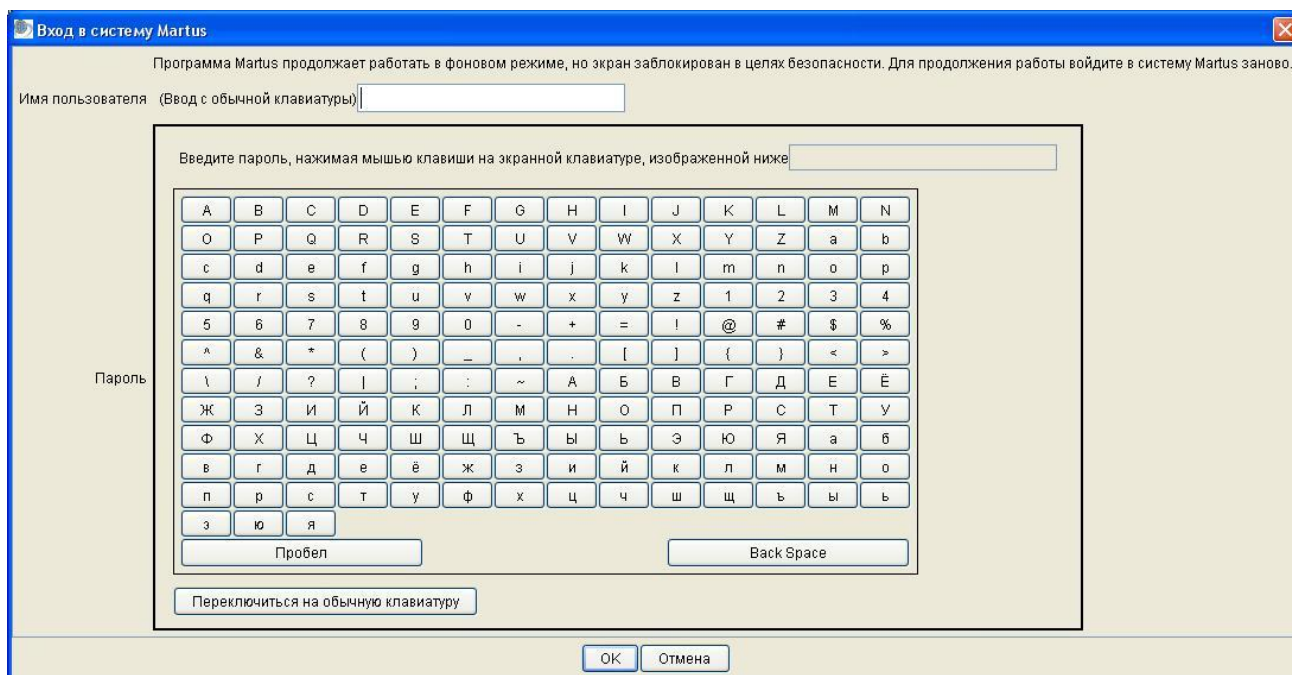 Вход в систему Martus
Программа Martus продолжает работать в фоновом режиме, но экран заблокирован в целях безопасности. Для продолжения работы войдите в систему Martus заново.
Имя пользователя (Ввод с обычной клавиатуры)
Введите пароль, нажимая мышью клавиши на экранной клавиатуре, изображенной ниже
A B C D E F G H I J K L M N
O P Q R S T U V W X Y Z a b
c d e f g h i j k l m n o p
q r s t u v w x y z 1 2 3 4
5 6 7 8 9 0 - + = ! @ # $ %
^ & * ( ) _ , . [ ] { } < >
Пароль
\ / ? | ; : ~ А Б В Г Д Е Ё
Ж З И Й К Л М Н О П Р С Т У
Ф Х Ц Ч Ш Щ Ъ Ы Ь Э Ю Я а б
в г д е ё ж з и й к л м н о
п р с т у ф х ц ч ш щ ъ ы ь
э ю я
Пробел Back Space
Переключиться на обычную клавиатуру
OK Отмена